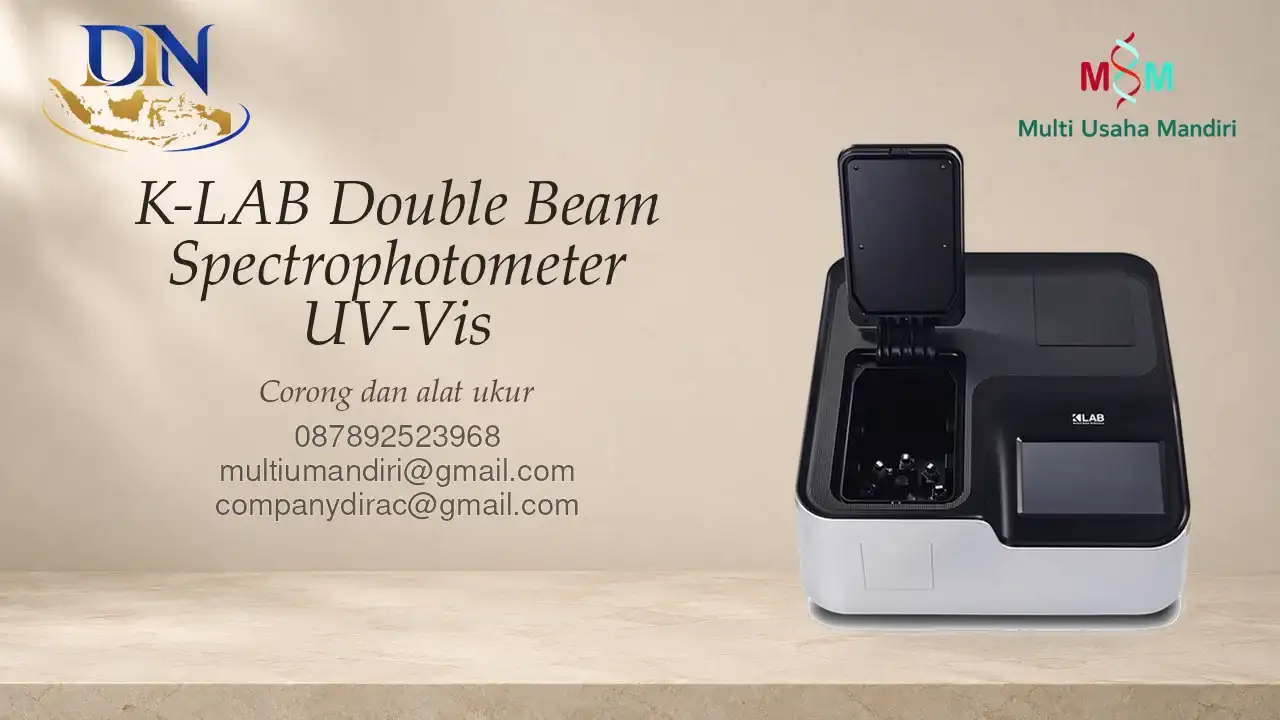 DIN
MSM
Multi Usaha Mandiri
K-LAB Double Beam
Spectrophotometer
UV-Vis
Corong dan alat ukur
087892523968
multiumandiri@gmail.com
companydirac@gmail.com
KLAB